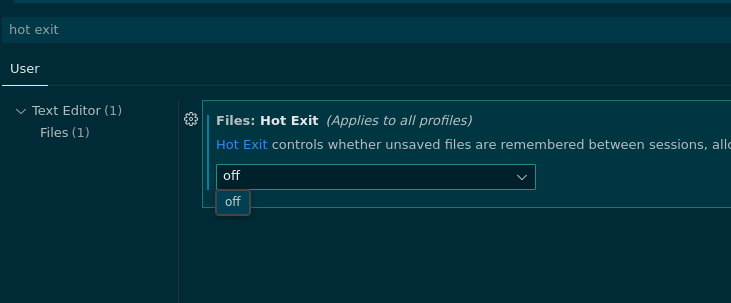 hot exit
User
Text Editor (1)
Files (1)
Files: Hot Exit (Applies to all profiles)
Hot Exit controls whether unsaved files are remembered between sessions, allo
off
off